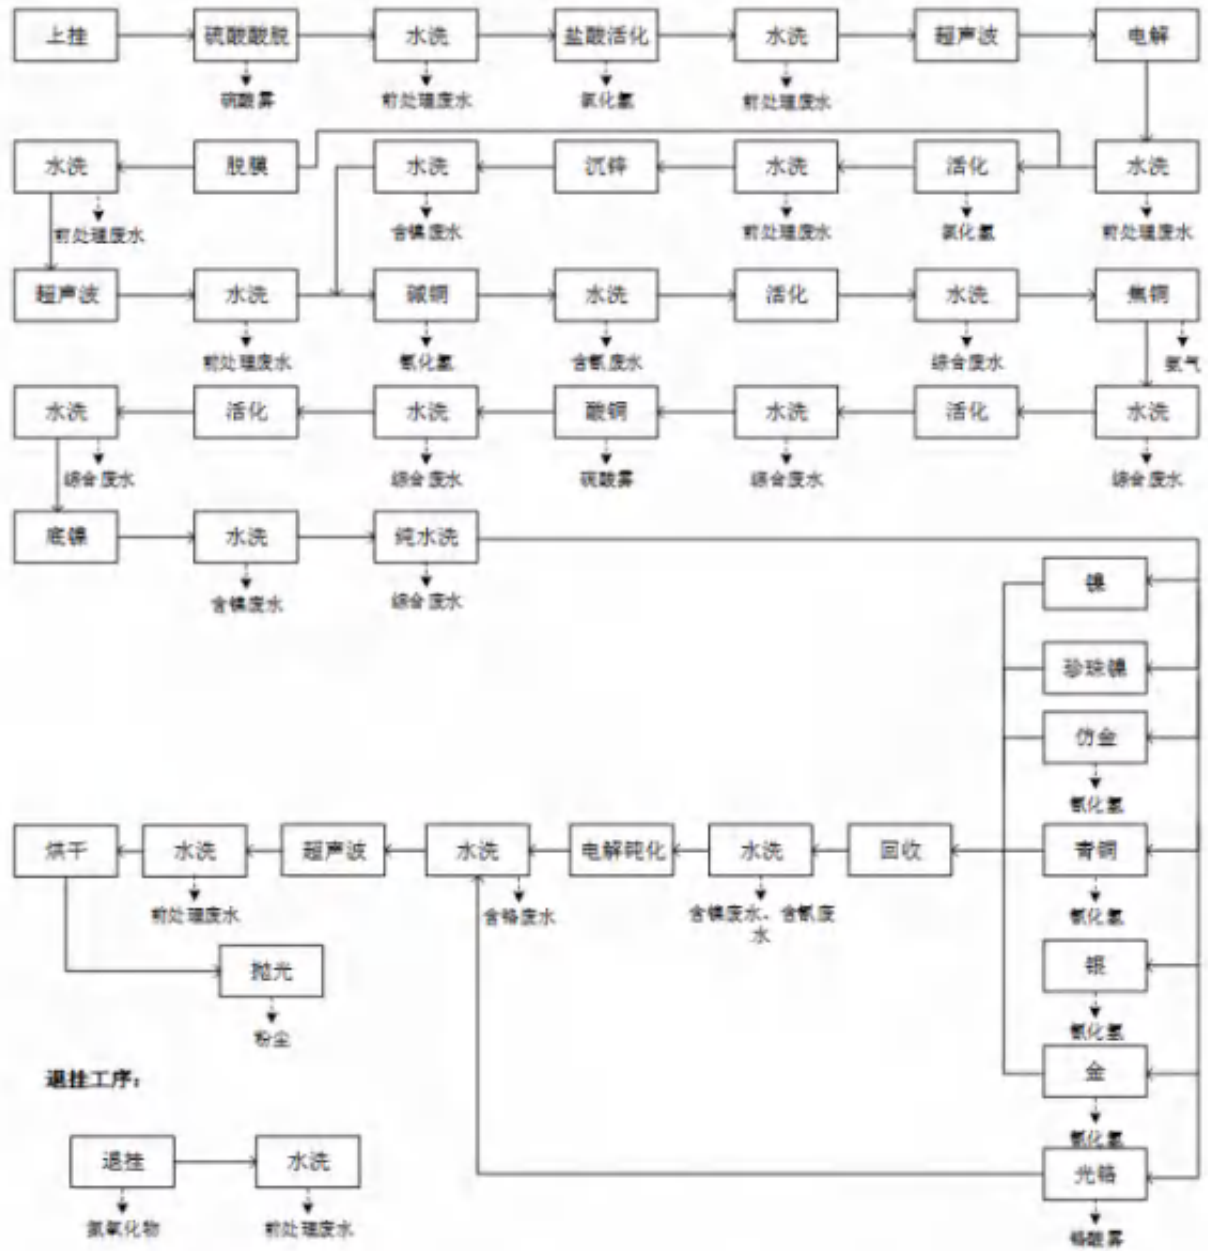 上挂 硫酸酸脱 水洗 盐酸活化 水洗 超声波 电解
硫酸雾 前处理废水 氯化氢 前处理废水
水洗 脱膜 水洗 沉锌 水洗 活化 水洗
前处理废水 含镍废水 前处理废水 氯化氢 前处理废水
超声波 水洗 碱铜 水洗 活化 水洗 焦铜
前处理废水 氰化氢 含氰废水 综合废水 氨气
水洗 活化 水洗 酸铜 水洗 活化 水洗
综合废水 综合废水 硫酸雾 综合废水 综合废水
底镍 水洗 纯水洗
含镍废水 综合废水
镍
珍珠镍
仿金
氰化氢
烘干 水洗 超声波 水洗 电解钝化 水洗 回收 青铜
前处理废水 含铬废水 含镍废水、含氰废
水
氰化氢
抛光 银
粉尘 氰化氢
金
退挂工序:
氰化氢
退挂 水洗 光铬
氮氧化物 前处理废水 铬酸雾